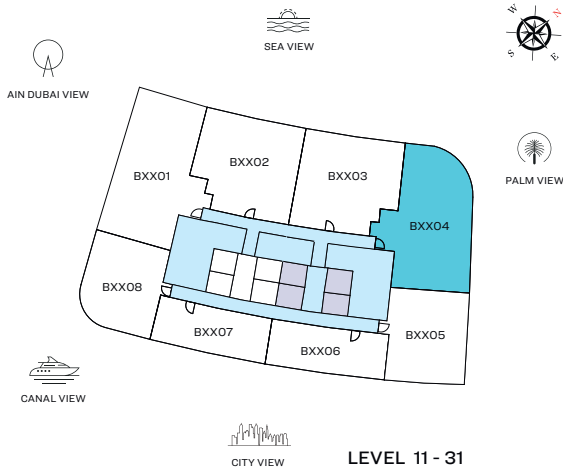 SEA VIEW
W
N
S
E
AIN DUBAI VIEW
PALM VIEW
BXX01
BXX02
BXX03
BXX04
BXX08
BXX07
BXX06
BXX05
CANAL VIEW
CITY VIEW
LEVEL 11 - 31